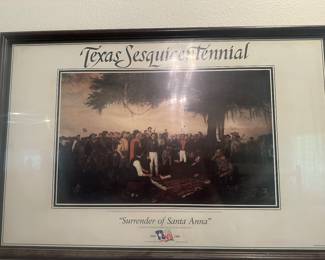 Texas Sesquicentennial
"Surrender of Santa Anna"